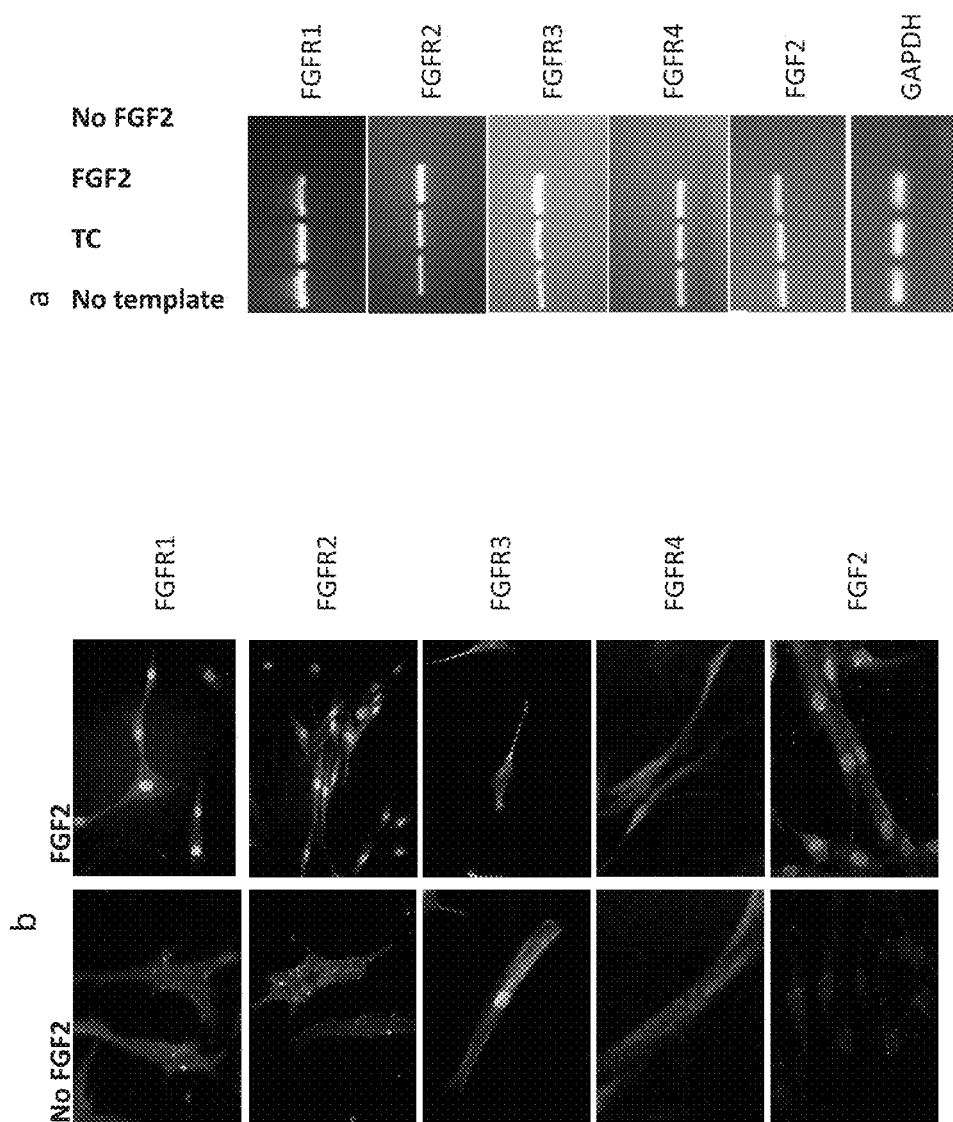 a
No FGF2
FGF2
TC
No template
FGFR1
FGFR2
FGFR3
FGFR4
FGF2
GAPDH
b
No FGF2
FGF2
FGFR1
FGFR2
FGFR3
FGFR4
FGF2